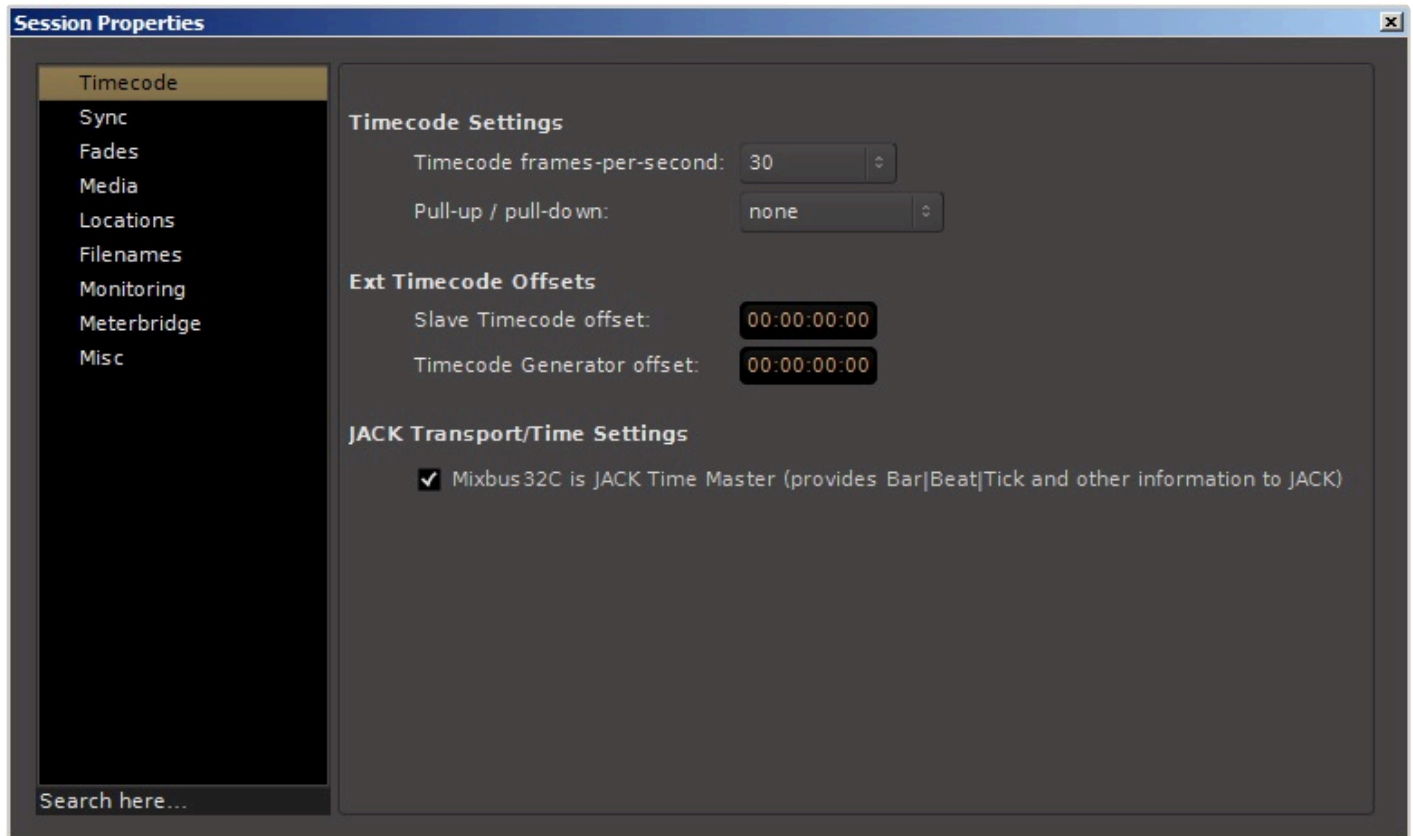 Session Properties
Timecode
Sync
Fades
Media
Locations
Filenames
Monitoring
Meterbridge
Misc
Search here...
Timecode Settings
Timecode frames-per-second: 30
Pull-up / pull-down: none
Ext Timecode Offsets
Slave Timecode offset: 00:00:00:00
Timecode Generator offset: 00:00:00:00
JACK Transport/Time Settings
Mixbus32C is JACK Time Master (provides Bar|Beat|Tick and other information to JACK)